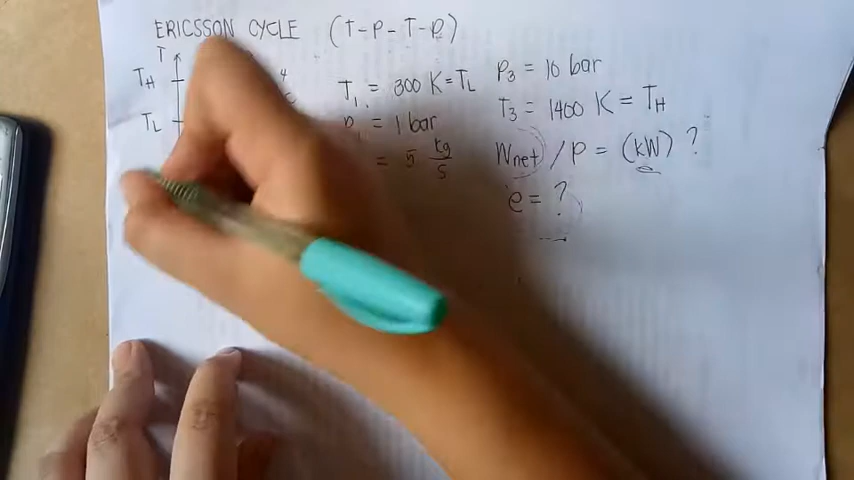 ERICSSON CYCLE (T-P-T-P)
T
TH 4
TL
T1 = 300 K = TL
= 1 bar
= 5 kg/s
P3 = 10 bar
T3 = 1400 K = TH
Wnet / P = (kW) ?
e = ?